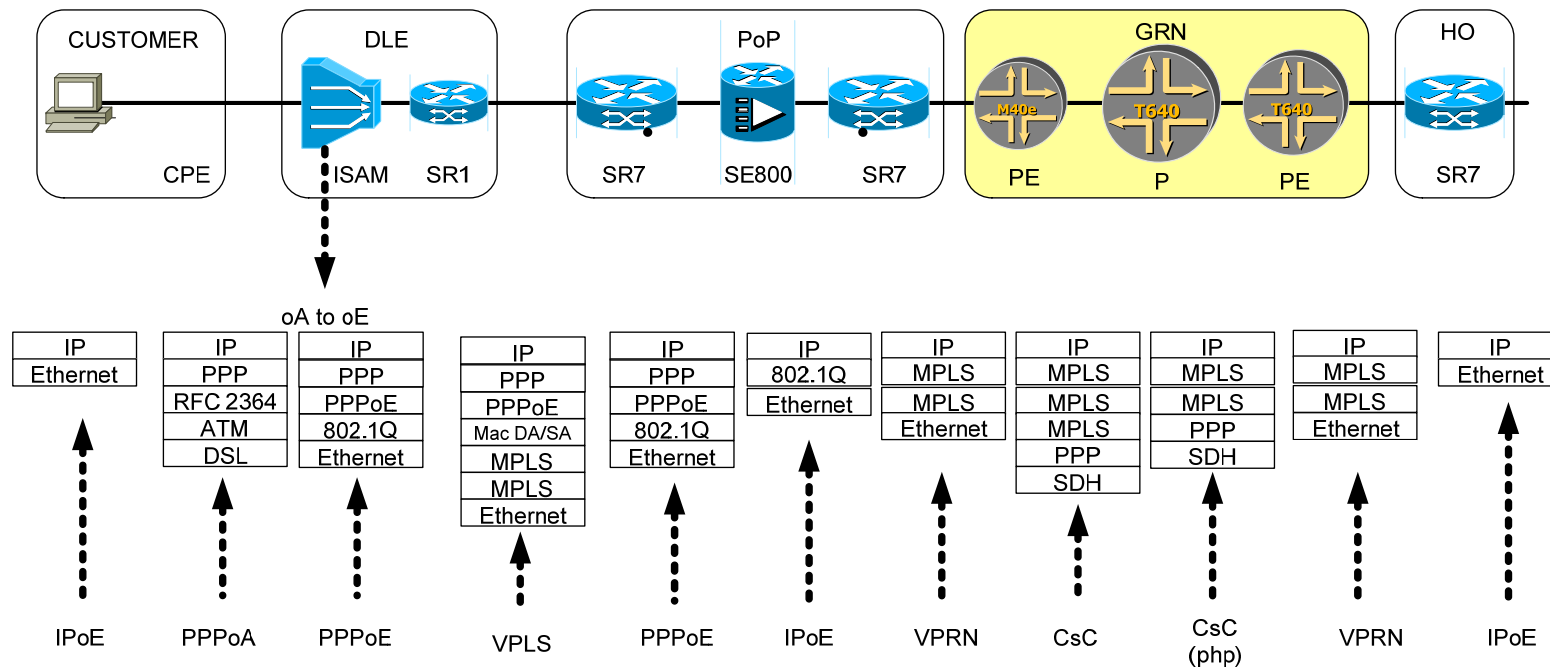 CUSTOMER
CPE
DLE
ISAM
SR1
PoP
SR7
SE800
SR7
GRN
M40e
PE
T640
P
T640
PE
HO
SR7
oA to oE
IP
Ethernet
IP
PPP
RFC 2364
ATM
DSL
IP
PPP
PPPoE
802.1Q
Ethernet
IP
PPP
PPPoE
Mac DA/SA
MPLS
MPLS
Ethernet
IP
PPP
PPPoE
802.1Q
Ethernet
IP
802.1Q
Ethernet
IP
MPLS
MPLS
Ethernet
IP
MPLS
MPLS
MPLS
PPP
SDH
IP
MPLS
MPLS
PPP
SDH
IP
MPLS
MPLS
Ethernet
IP
Ethernet
IPoE
PPPoA
PPPoE
VPLS
PPPoE
IPoE
VPRN
CsC
CsC
(php)
VPRN
IPoE